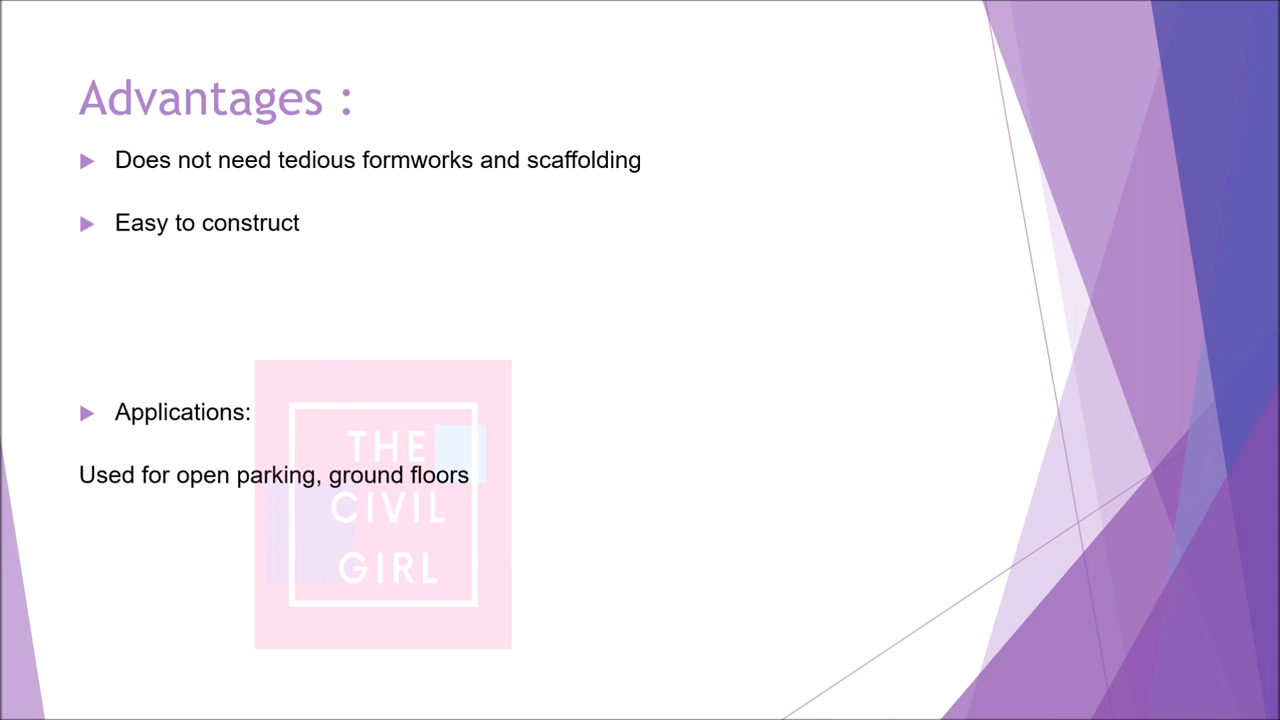 Advantages :
Does not need tedious formworks and scaffolding
Easy to construct
Applications:
THE
Used for open parking, ground floors
CIVIL
GIRL